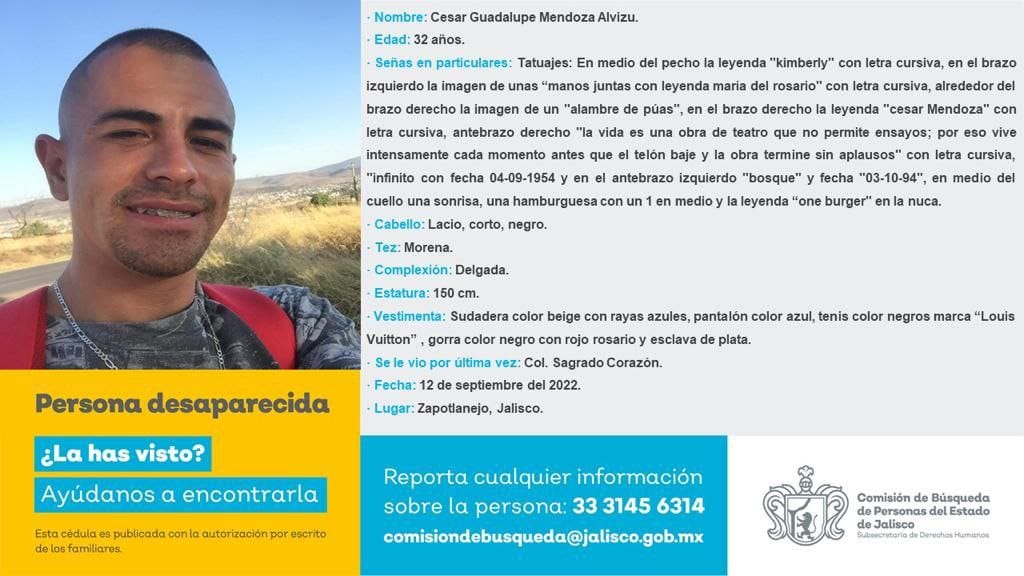 · Nombre: Cesar Guadalupe Mendoza Alvizu.
· Edad: 32 años.
· Señas en particulares: Tatuajes: En medio del pecho la leyenda "kimberly" con letra cursiva, en el brazo
izquierdo la imagen de unas “manos juntas con leyenda maría del rosario" con letra cursiva, alrededor del
brazo derecho la imagen de un "alambre de púas", en el brazo derecho la leyenda "cesar Mendoza" con
letra cursiva, antebrazo derecho "la vida es una obra de teatro que no permite ensayos; por eso vive
intensamente cada momento antes que el telón baje y la obra termine sin aplausos" con letra cursiva,
"infinito con fecha 04-09-1954 y en el antebrazo izquierdo "bosque" y fecha "03-10-94", en medio del
cuello una sonrisa, una hamburguesa con un 1 en medio y la leyenda “one burger" en la nuca.
· Cabello: Lacio, corto, negro.
· Tez: Morena.
· Complexión: Delgada.
· Estatura: 150 cm.
· Vestimenta: Sudadera color beige con rayas azules, pantalón color azul, tenis color negros marca “Louis
Vuitton” , gorra color negro con rojo rosario y esclava de plata.
· Se le vio por última vez: Col. Sagrado Corazón.
· Fecha: 12 de septiembre del 2022.
· Lugar: Zapotlanejo, Jalisco.
Persona desaparecida
¿La has visto?
Ayúdanos a encontrarla
Esta cédula es publicada con la autorización por escrito
de los familiares.
Reporta cualquier información
sobre la persona: 33 3145 6314
comisiondebusqueda@jalisco.gob.mx
Comisión de Búsqueda
de Personas del Estado
de Jalisco
Subsecretaría de Derechos Humanos